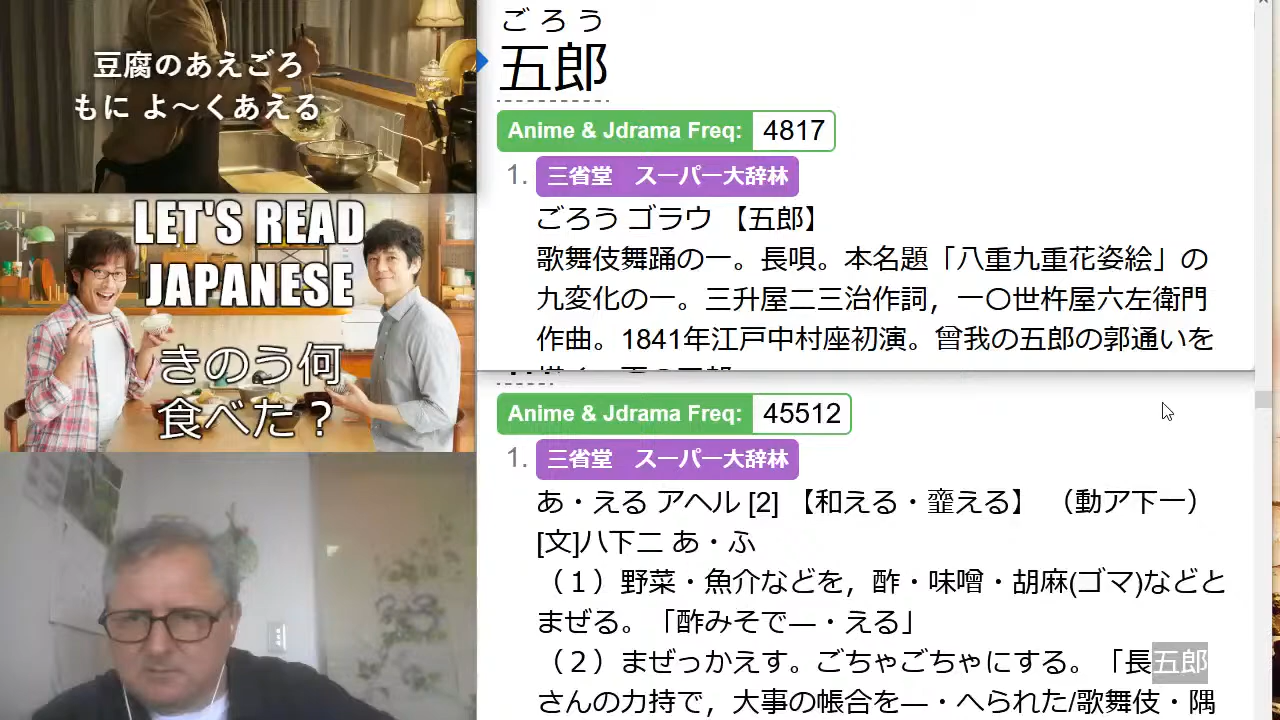 豆腐のあえごろ
もに よ〜くあえる
LET'S READ
JAPANESE
きのう何
食べた？
ごろう
五郎
Anime & Jdrama Freq: 4817
1. 三省堂 スーパー大辞林
ごろう ゴラウ 【五郎】
歌舞伎舞踊の一。長唄。本名題「八重九重花姿絵」の
九変化の一。三升屋二三治作詞，一〇世杵屋六左衛門
作曲。1841年江戸中村座初演。曾我の五郎の郭通いを
Anime & Jdrama Freq: 45512
1. 三省堂 スーパー大辞林
あ・える アヘル [2] 【和える・韲える】 （動ア下一）
[文]ハ下二 あ・ふ
（１）野菜・魚介などを，酢・味噌・胡麻(ゴマ)などと
まぜる。「酢みそで―・える」
（２）まぜっかえす。ごちゃごちゃにする。「長五郎
さんの力持で，大事の帳合を―・へられた/歌舞伎・隅